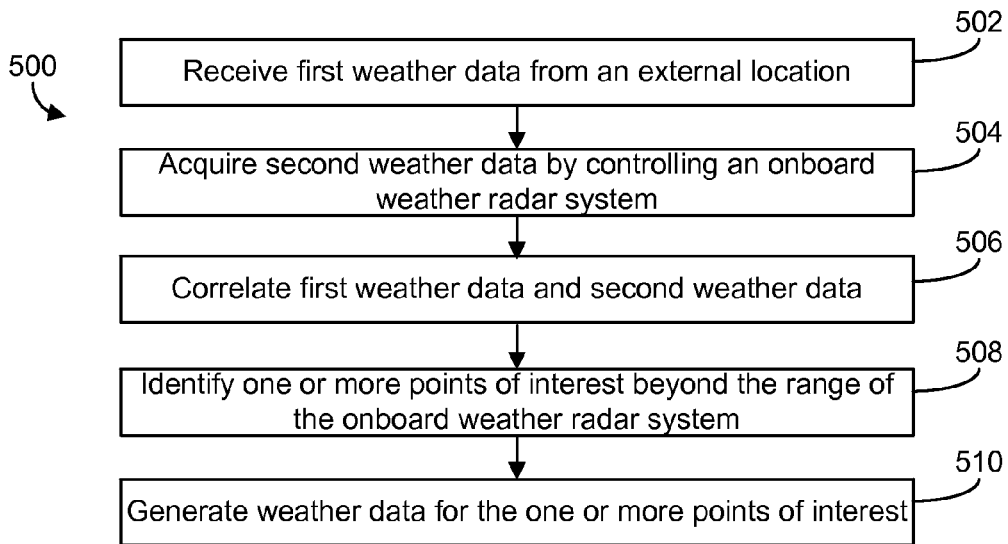 502
500
Receive first weather data from an external location
504
Acquire second weather data by controlling an onboard
weather radar system
506
Correlate first weather data and second weather data
508
Identify one or more points of interest beyond the range of
the onboard weather radar system
510
Generate weather data for the one or more points of interest